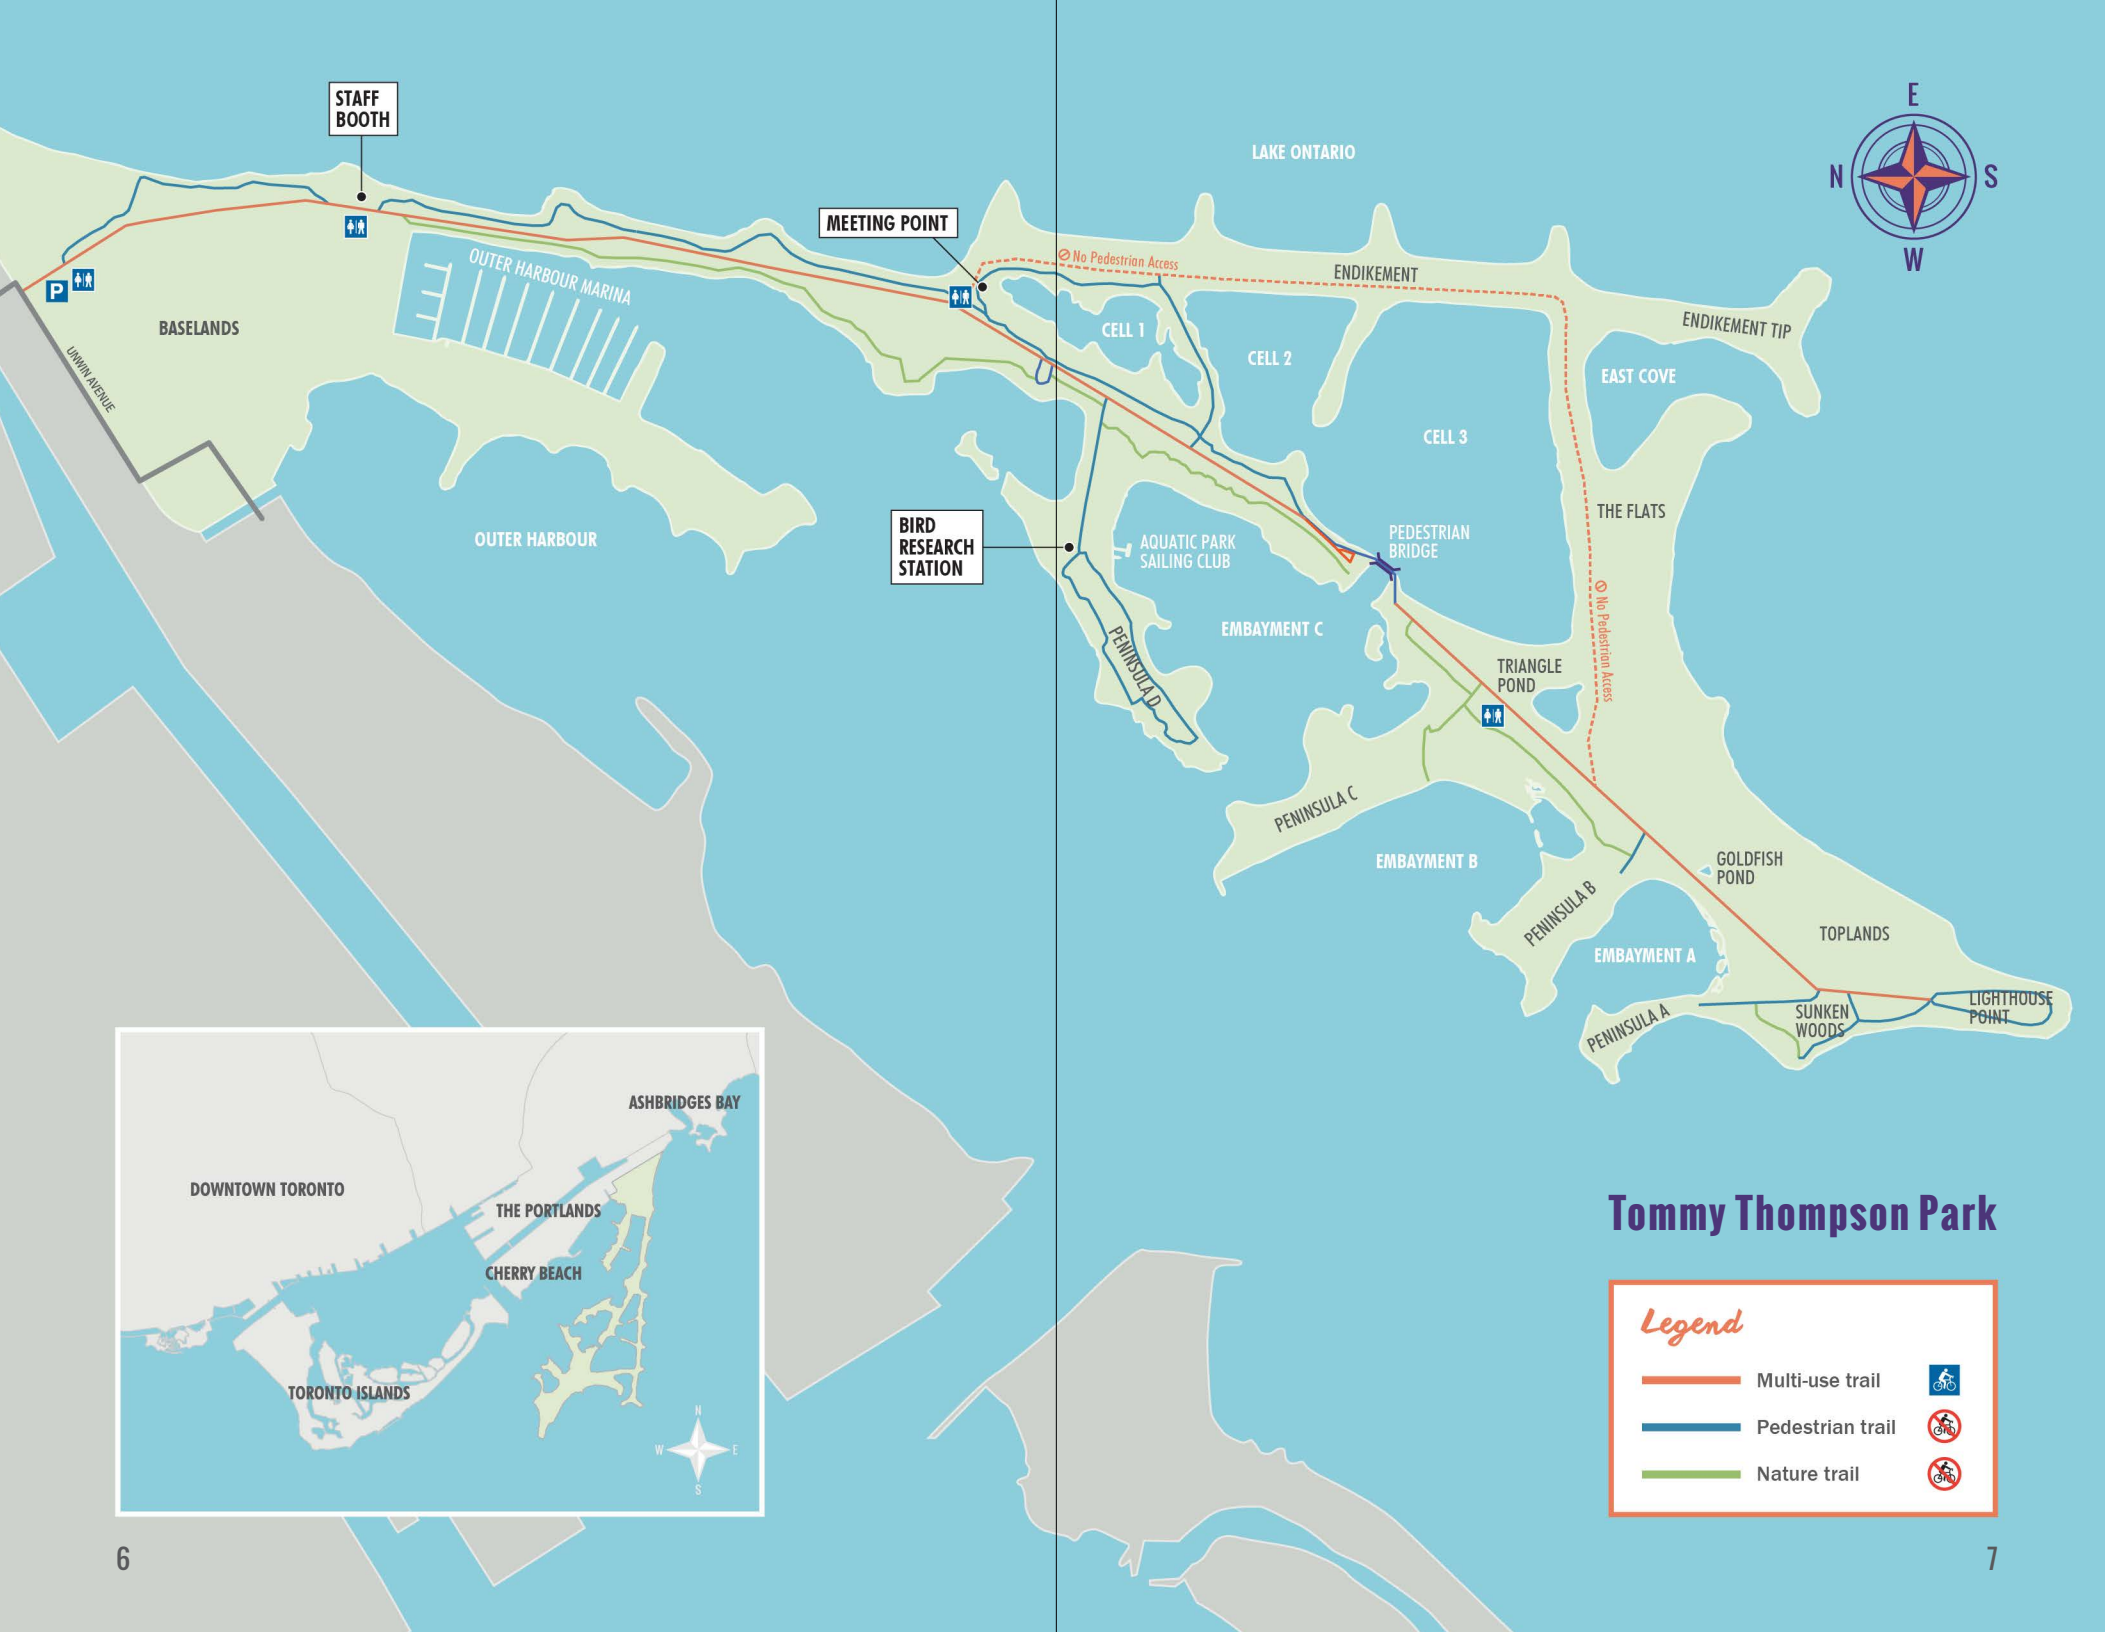 STAFF
BOOTH
E
N
S
W
LAKE ONTARIO
MEETING POINT
No Pedestrian Access
ENDIKEMENT
OUTER HARBOUR MARINA
P
BASELANDS
UNWIN AVENUE
CELL 1
CELL 2
ENDIKEMENT TIP
EAST COVE
CELL 3
THE FLATS
OUTER HARBOUR
BIRD
RESEARCH
STATION
AQUATIC PARK
SAILING CLUB
PEDESTRIAN
BRIDGE
EMBAYMENT C
No Pedestrian Access
PENINSULA D
TRIANGLE
POND
PENINSULA C
EMBAYMENT B
GOLDFISH
POND
PENINSULA B
TOPLANDS
EMBAYMENT A
LIGHTHOUSE
POINT
SUNKEN
WOODS
PENINSULA A
ASHBRIDGES BAY
DOWNTOWN TORONTO
THE PORTLANDS
CHERRY BEACH
TORONTO ISLANDS
N
W
E
S
Tommy Thompson Park
Legend
Multi-use trail
Pedestrian trail
Nature trail
6
7